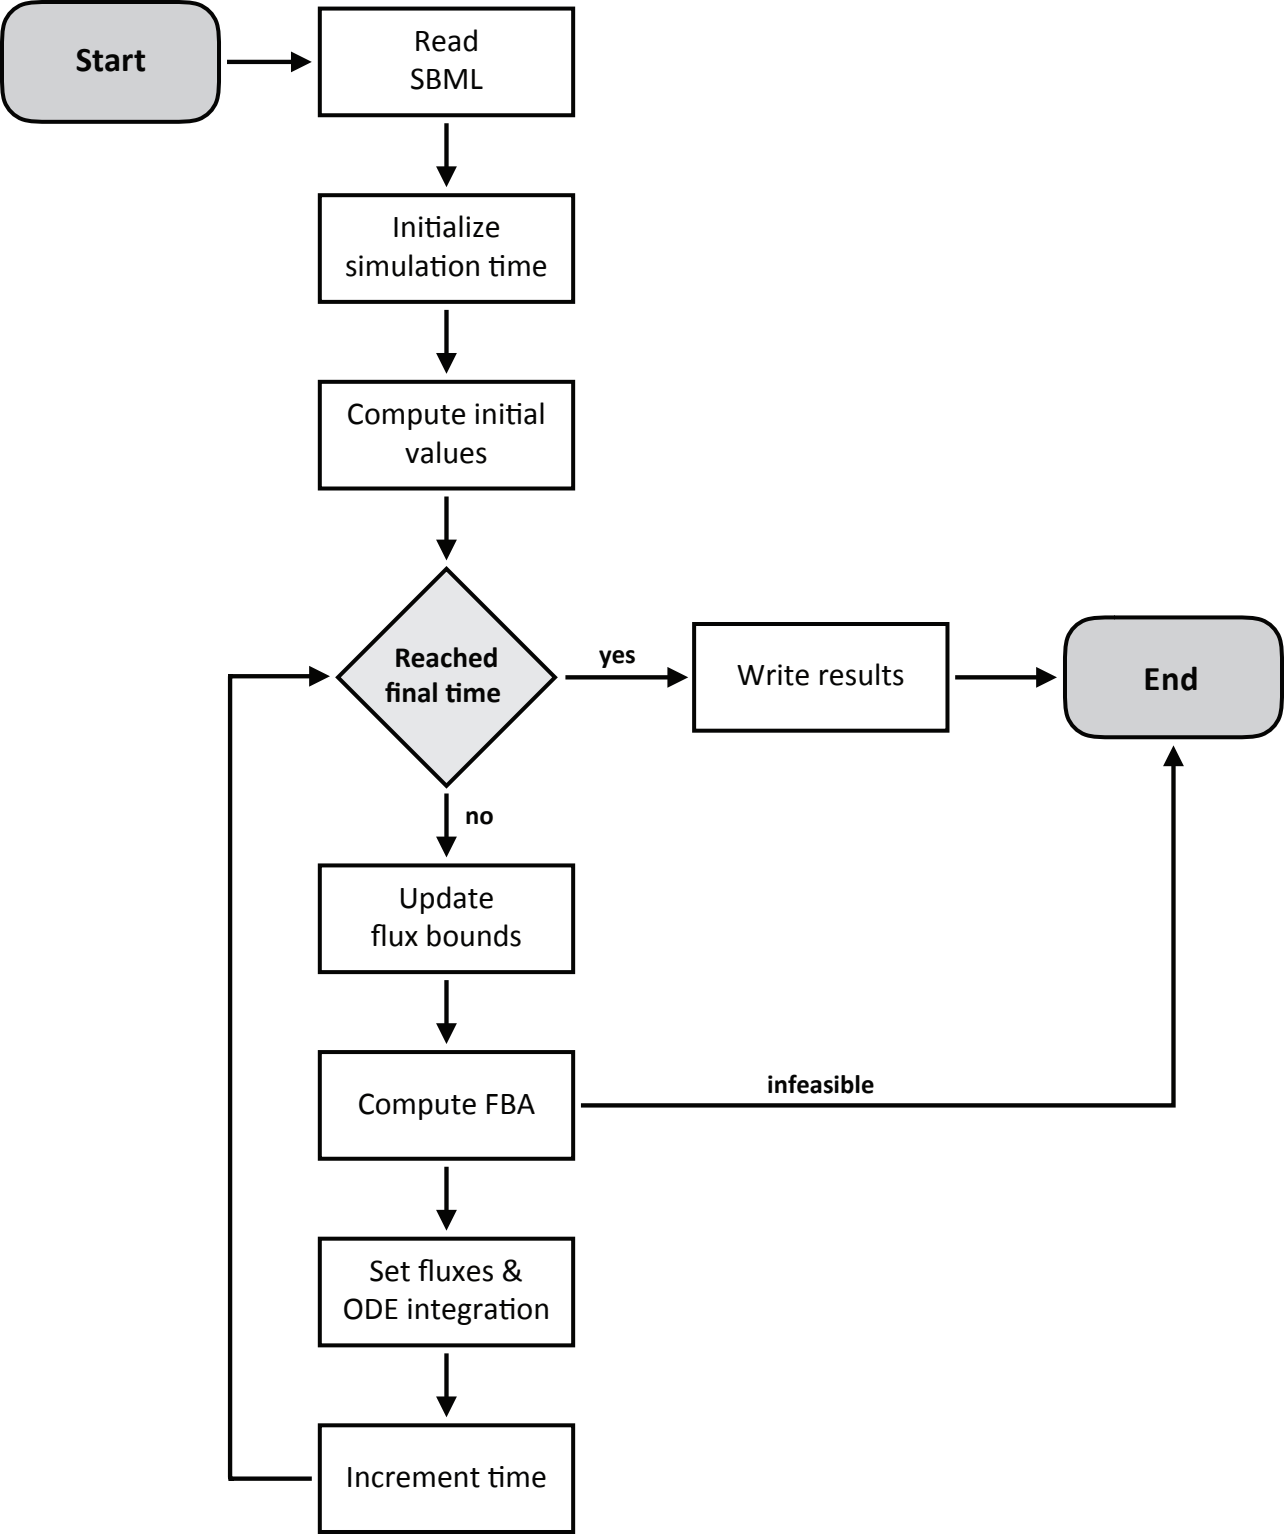 Start
Read
SBML
Initialize
simulation time
Compute initial
values
Reached
final time
yes
Write results
End
no
Update
flux bounds
Compute FBA
infeasible
Set fluxes &
ODE integration
Increment time